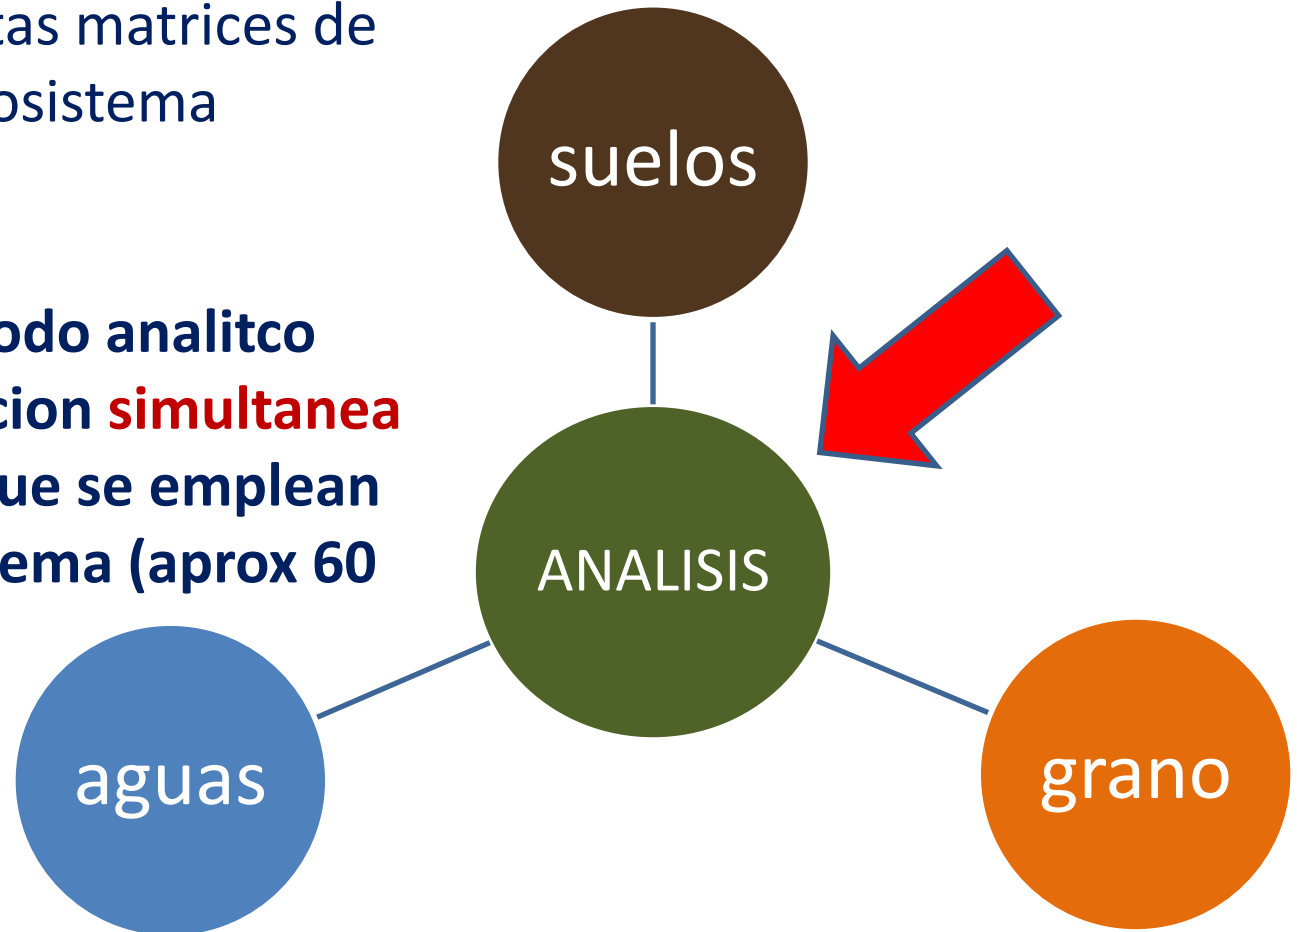 tas matrices de
osistema
suelos
odo analitco
cion simultanea
ue se emplean
ema (aprox 60
ANALISIS
aguas
grano